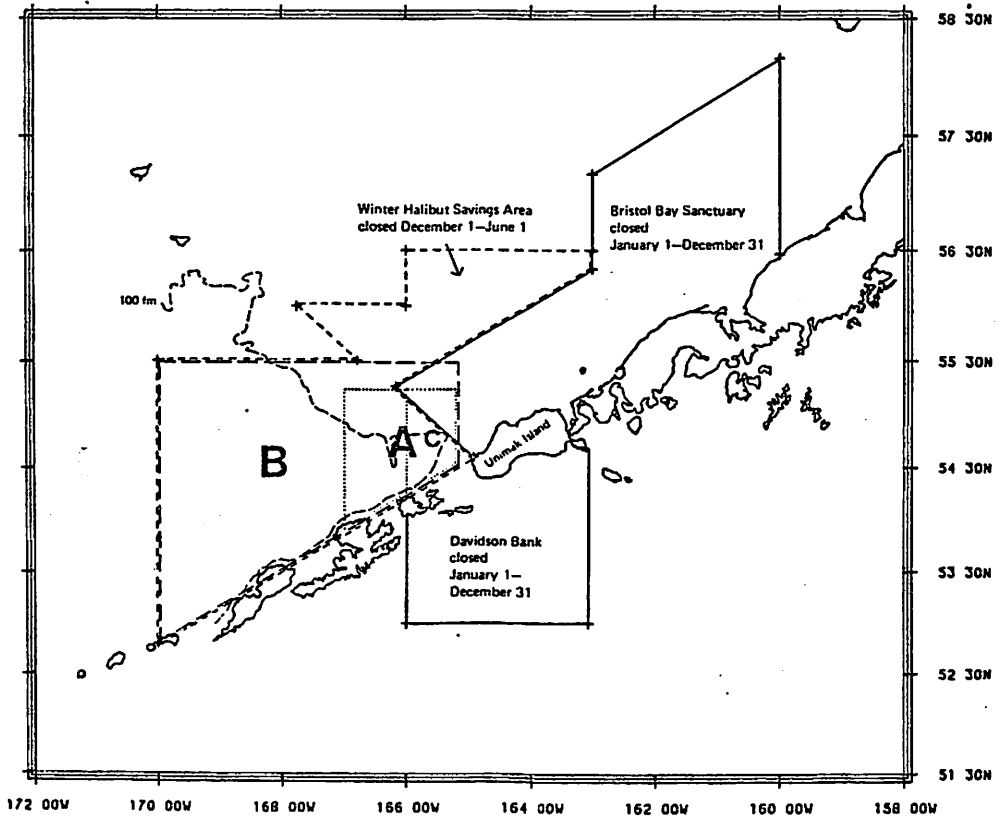 58 30N
57 30N
Winter Halibut Savings Area
closed December 1—June 1
Bristol Bay Sanctuary
closed
January 1—December 31
56 30N
100 fm
55 30N
A
C
B
Unimak Island
54 30N
Davidson Bank
closed
January 1—
December 31
53 30N
52 30N
51 30N
172 00W
170 00W
168 00W
166 00W
164 00W
162 00W
160 00W
158 00W